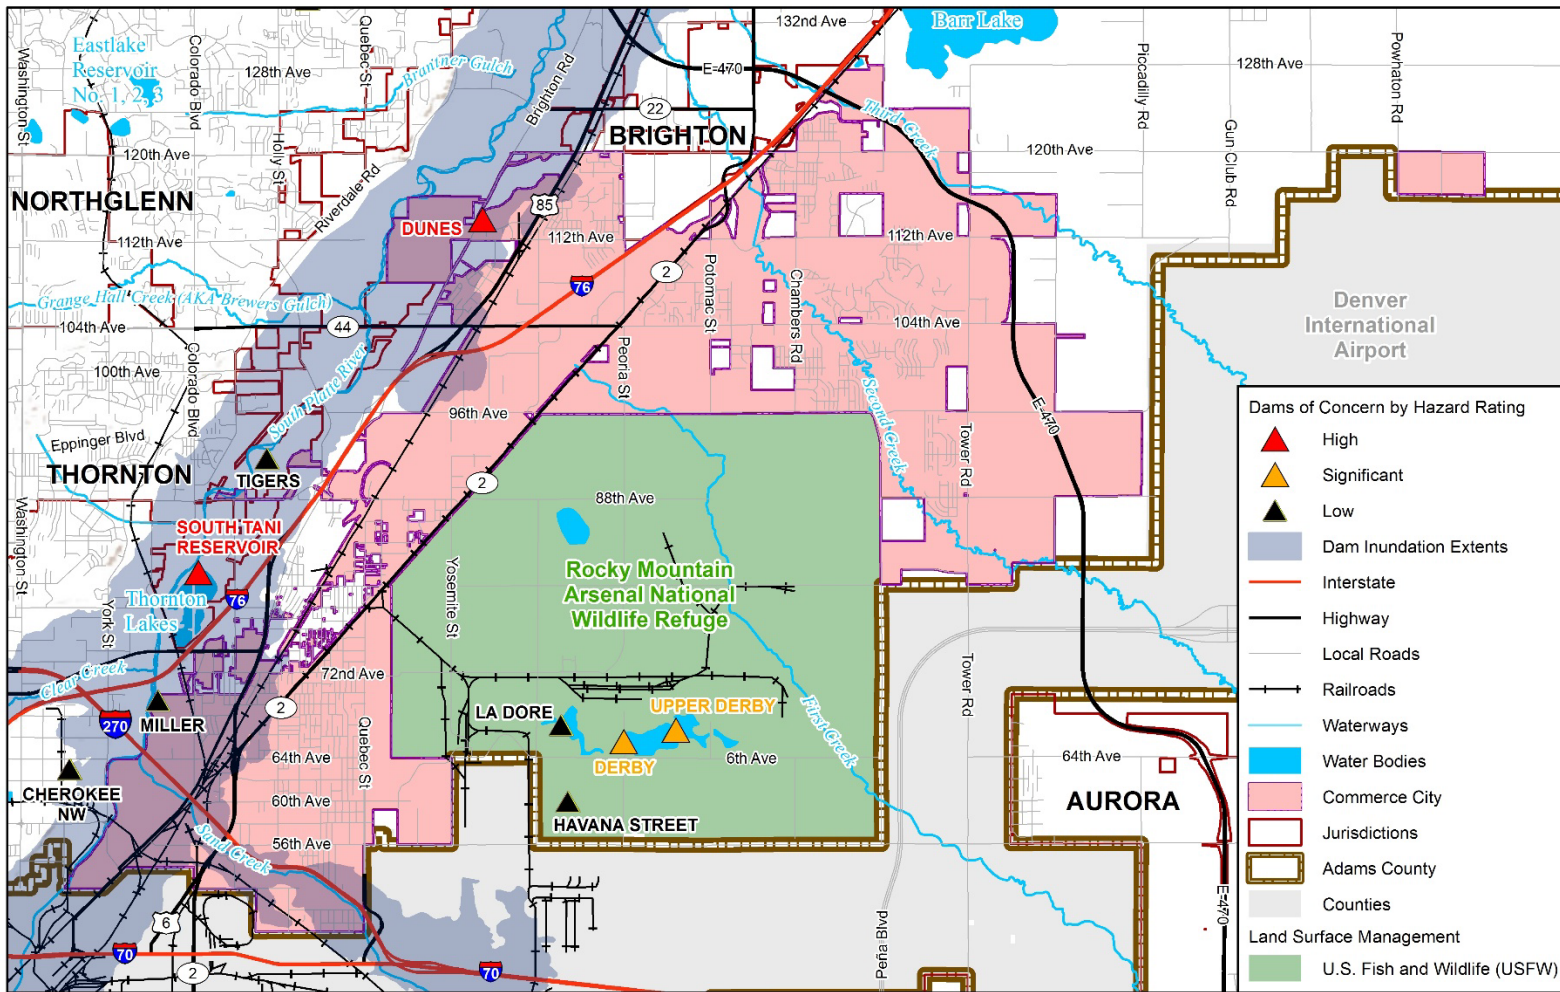 132nd Ave
Barr Lake
Eastlake
Reservoir
No. 1, 2, 3
Washington St
Colorado Blvd
Quebec St
128th Ave
Brantner Gulch
Brighton Rd
E-470
128th Ave
Piccadilly Rd
Powhaton Rd
22
BRIGHTON
Third Creek
120th Ave
120th Ave
Gun Club Rd
Holly St
Riverdale Rd
NORTHGLENN
DUNES
85
112th Ave
112th Ave
112th Ave
2
76
Potomac St
Chambers Rd
Grange Hall Creek (AKA Brewers Gulch)
104th Ave
44
104th Ave
Denver
International
Airport
Colorado Blvd
100th Ave
South Platte River
Peoria St
Second Creek
E-470
96th Ave
Tower Rd
Eppinger Blvd
THORNTON
TIGERS
2
88th Ave
Washington St
SOUTH TANI
RESERVOIR
Thornton
Lakes
76
York St
Yosemite St
Rocky Mountain
Arsenal National
Wildlife Refuge
Clear Creek
72nd Ave
Tower Rd
270
MILLER
2
LA DORE
UPPER DERBY
First Creek
Quebec St
64th Ave
DERBY
6th Ave
64th Ave
CHEROKEE
NW
60th Ave
HAVANA STREET
AURORA
Sand Creek
56th Ave
6
E-470
Peña Blvd
70
2
70
Dams of Concern by Hazard Rating
High
Significant
Low
Dam Inundation Extents
Interstate
Highway
Local Roads
Railroads
Waterways
Water Bodies
Commerce City
Jurisdictions
Adams County
Counties
Land Surface Management
U.S. Fish and Wildlife (USFW)